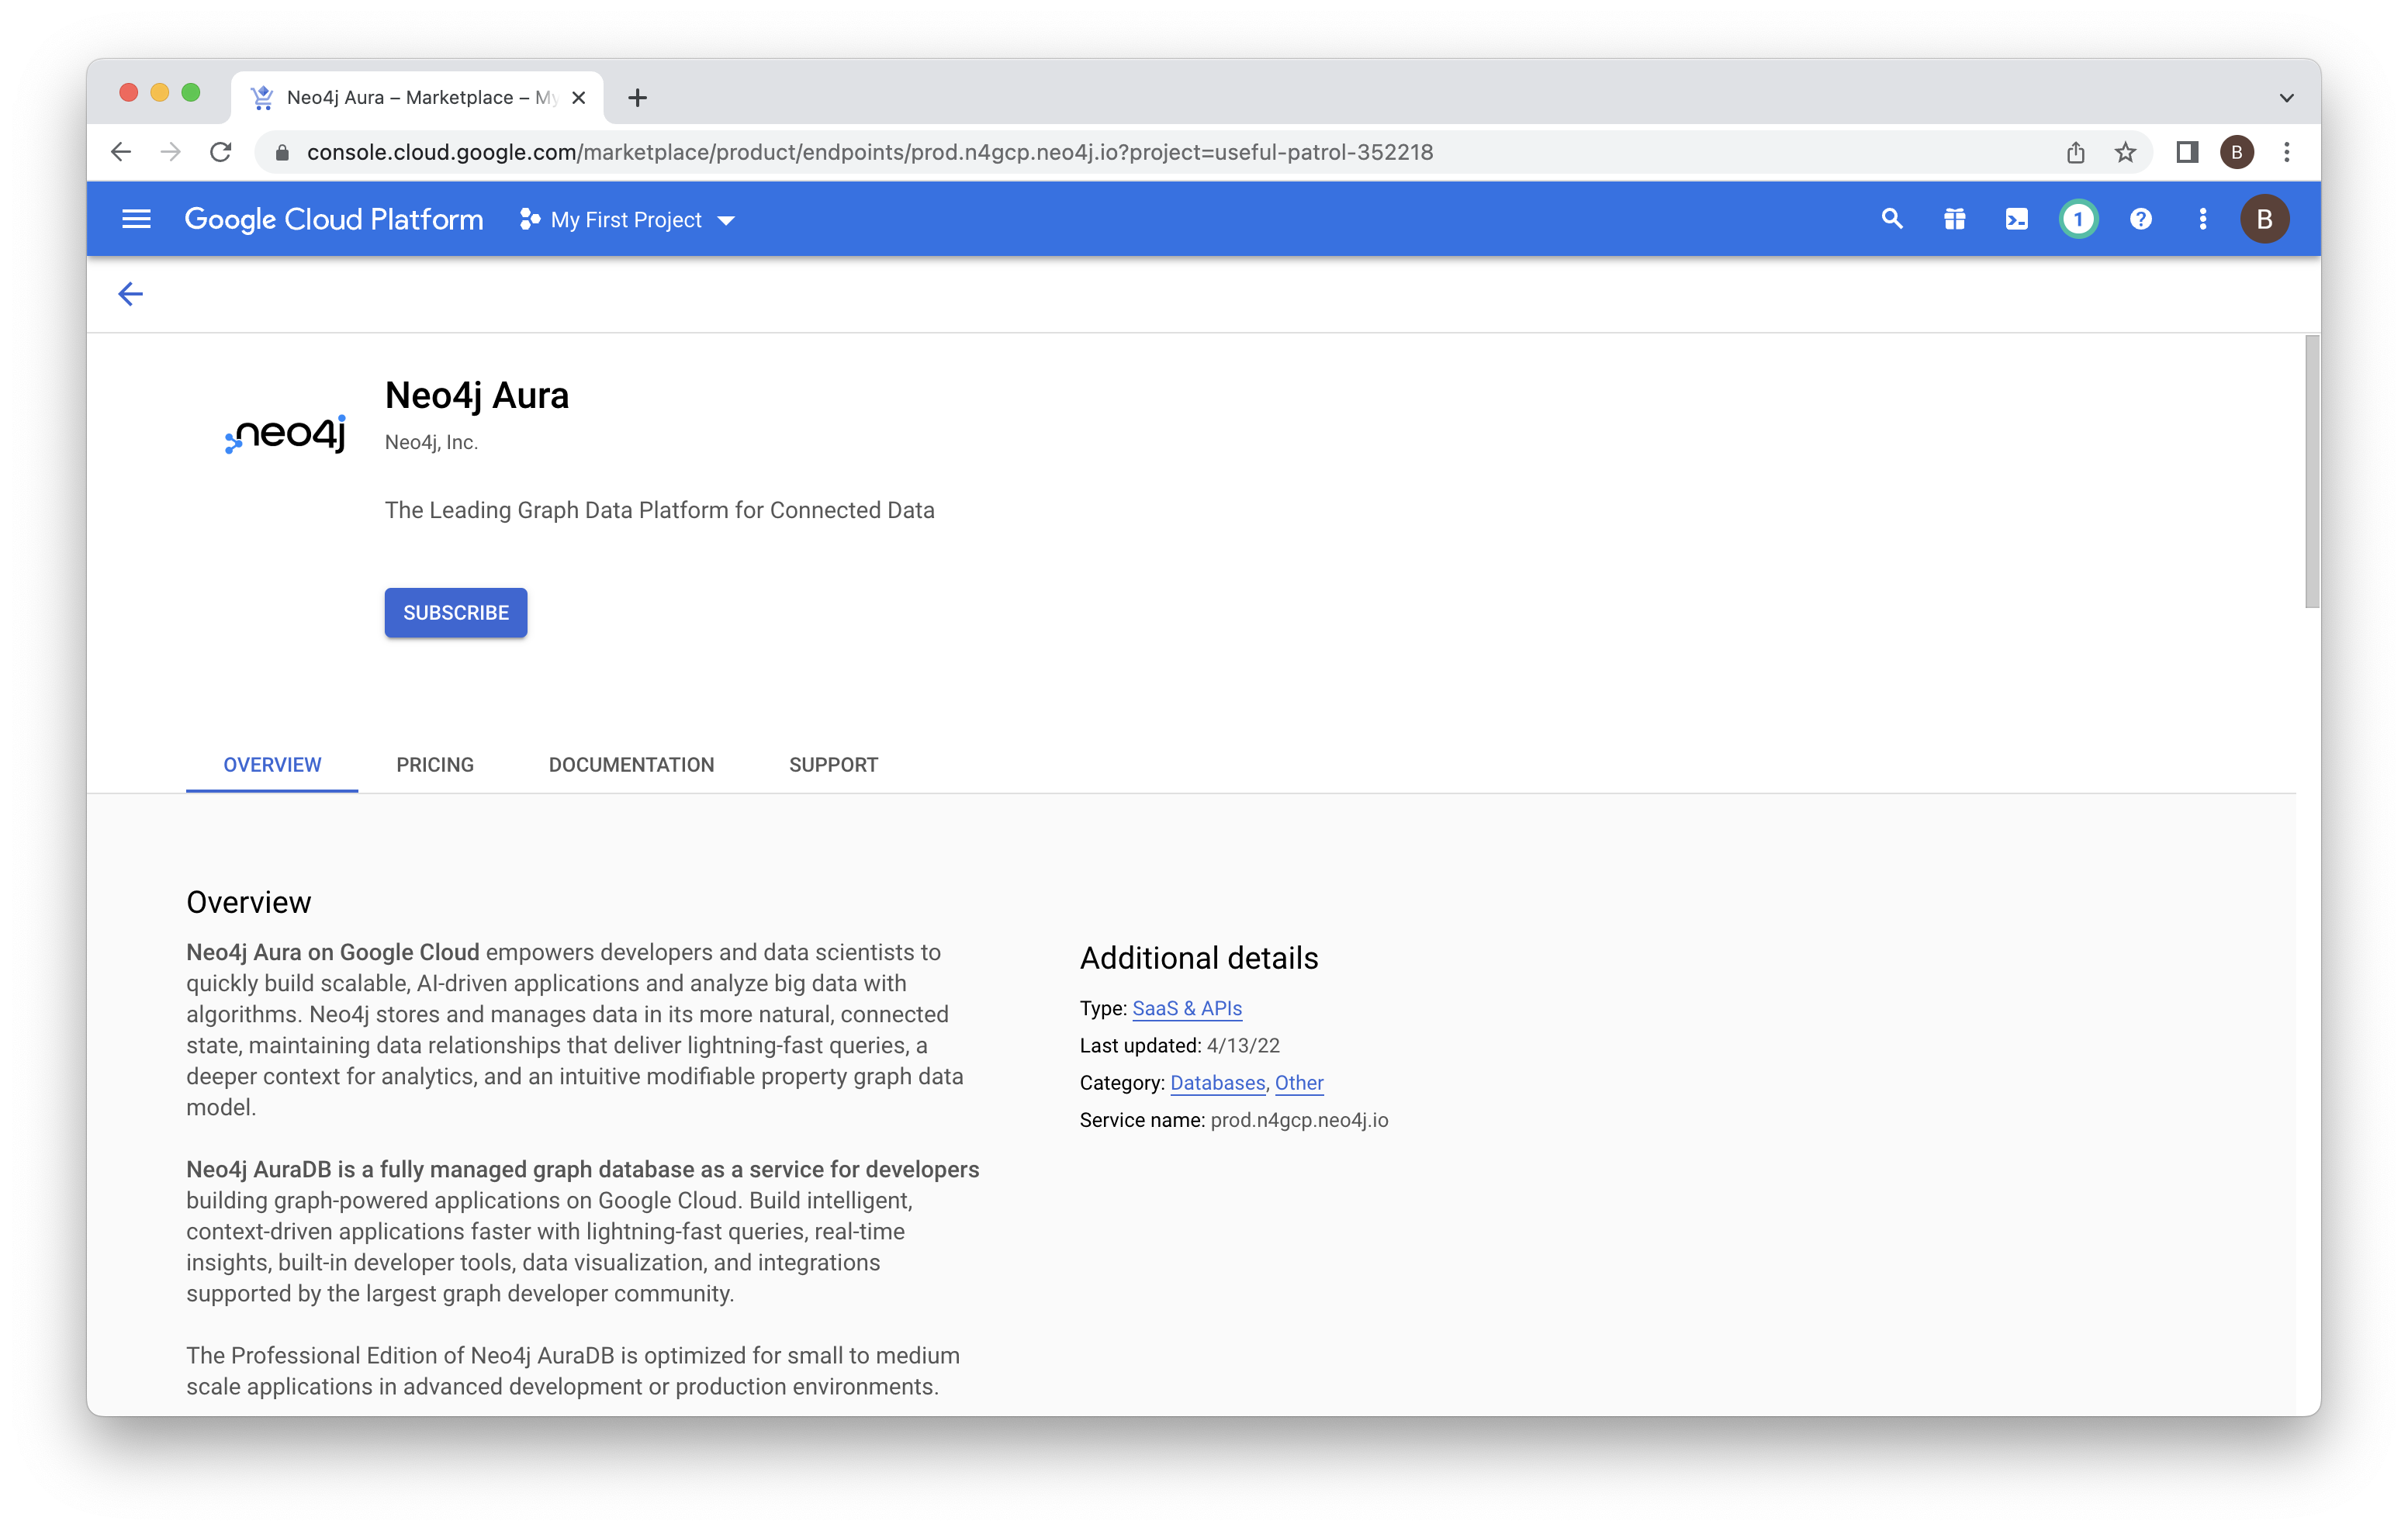 Neo4j Aura – Marketplace – My
console.cloud.google.com/marketplace/product/endpoints/prod.n4gcp.neo4j.io?project=useful-patrol-352218
B
Google Cloud Platform
My First Project
1
?
B
neo4j
Neo4j Aura
Neo4j, Inc.
The Leading Graph Data Platform for Connected Data
SUBSCRIBE
OVERVIEW
PRICING
DOCUMENTATION
SUPPORT
Overview
Neo4j Aura on Google Cloud empowers developers and data scientists to
quickly build scalable, AI-driven applications and analyze big data with
algorithms. Neo4j stores and manages data in its more natural, connected
state, maintaining data relationships that deliver lightning-fast queries, a
deeper context for analytics, and an intuitive modifiable property graph data
model.
Neo4j AuraDB is a fully managed graph database as a service for developers
building graph-powered applications on Google Cloud. Build intelligent,
context-driven applications faster with lightning-fast queries, real-time
insights, built-in developer tools, data visualization, and integrations
supported by the largest graph developer community.
The Professional Edition of Neo4j AuraDB is optimized for small to medium
scale applications in advanced development or production environments.
Additional details
Type: SaaS & APIs
Last updated: 4/13/22
Category: Databases, Other
Service name: prod.n4gcp.neo4j.io